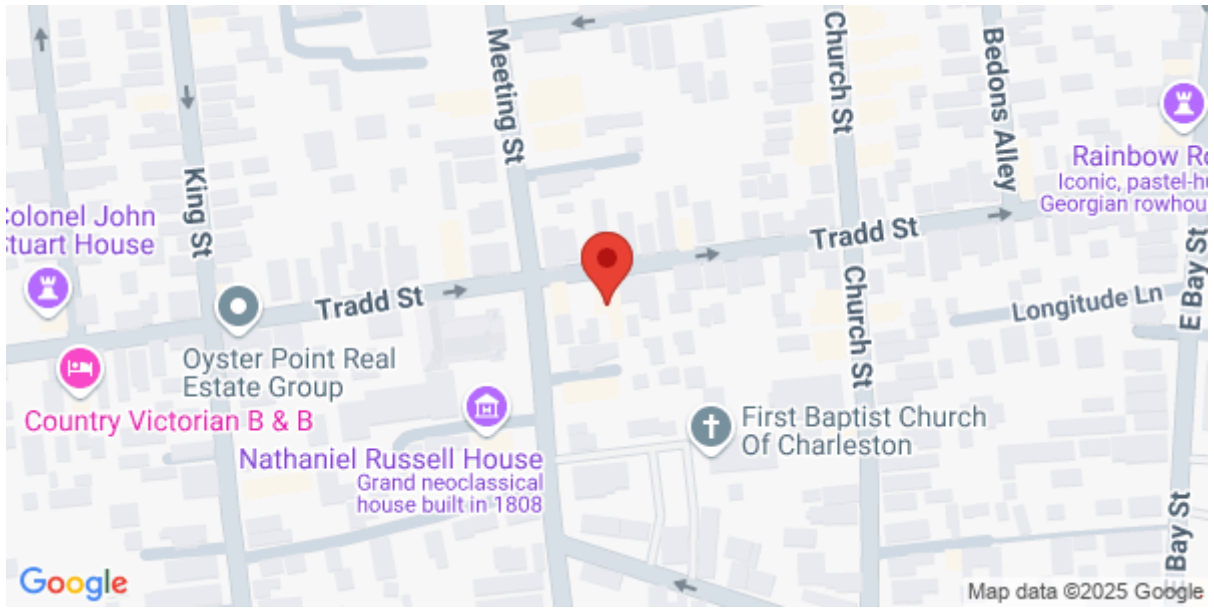 Meeting St
Church St
Bedons Alley
King St
Rainbow Ro
Iconic, pastel-hu
Georgian rowhou
Colonel John
Stuart House
Tradd St
Tradd St
Church St
Longitude Ln
E Bay St
Oyster Point Real
Estate Group
Country Victorian B & B
Nathaniel Russell House
Grand neoclassical
house built in 1808
First Baptist Church
Of Charleston
Bay St
Google
Map data ©2025 Google